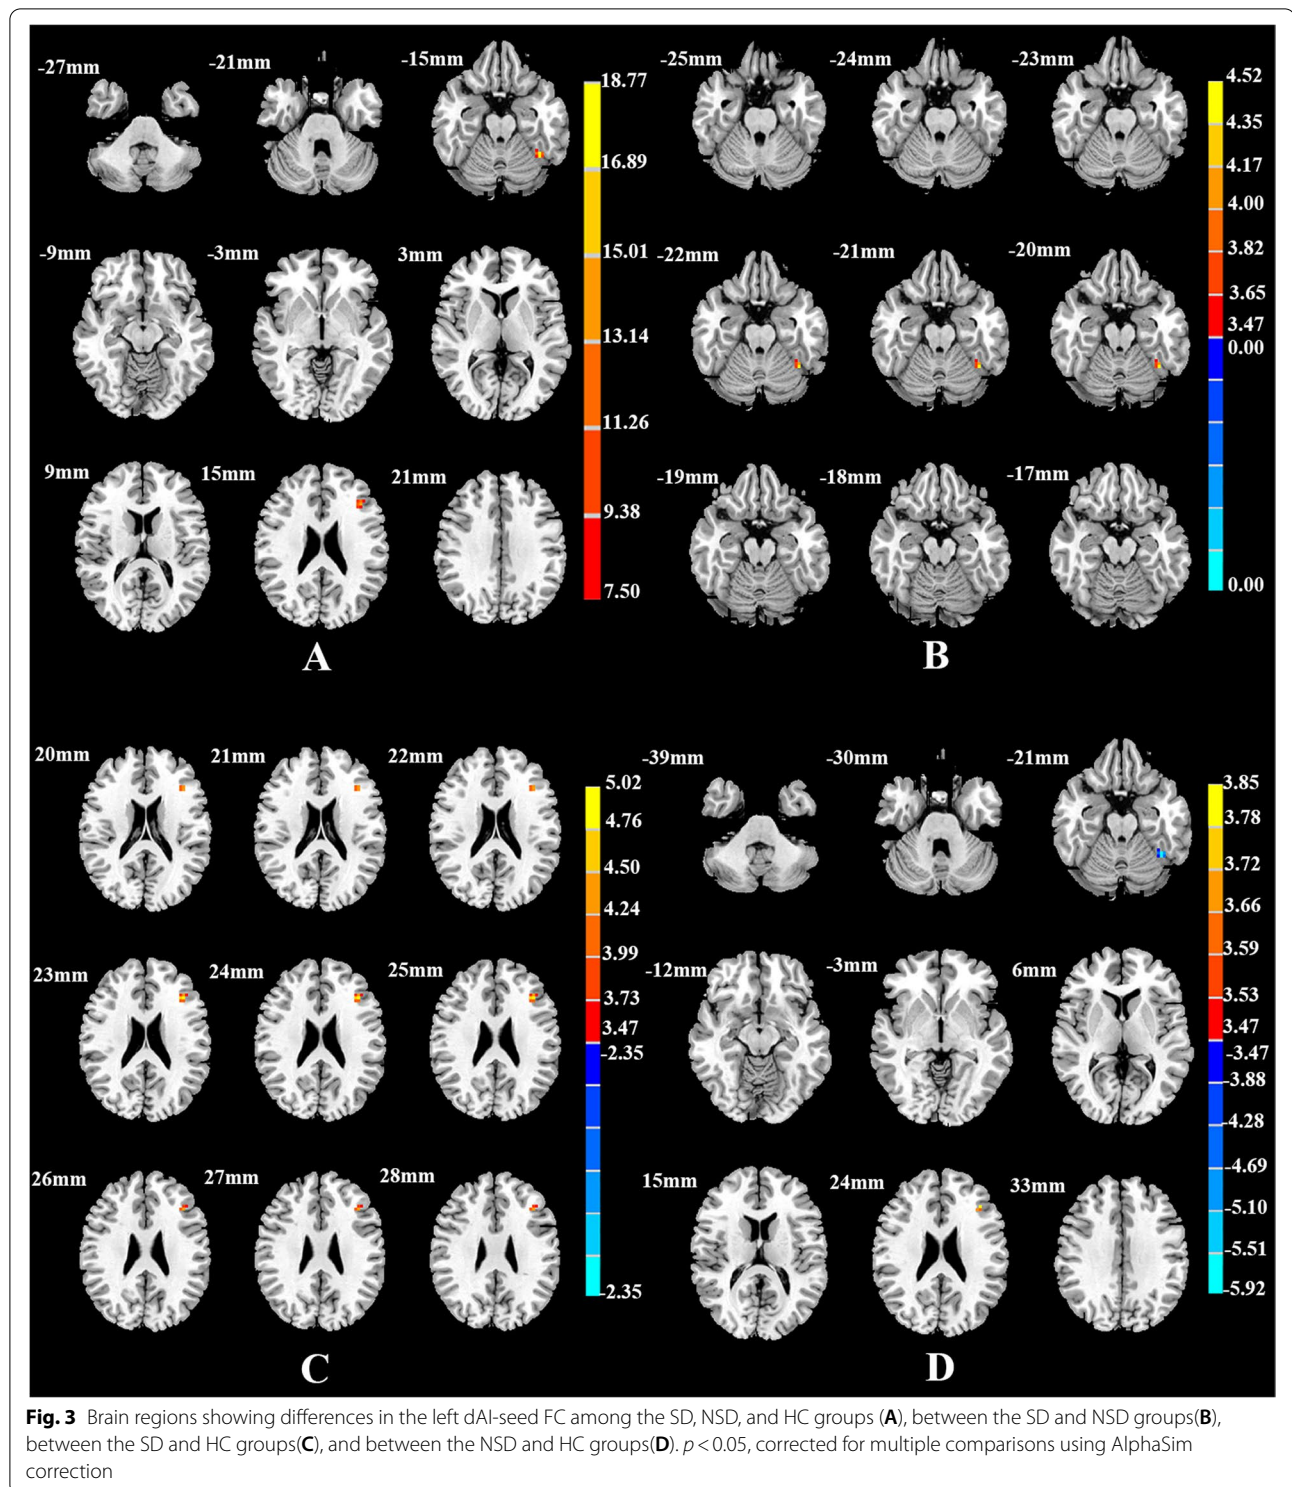 -27mm -21mm -15mm
18.77
16.89
15.01
13.14
11.26
9.38
7.50
-9mm -3mm 3mm
9mm 15mm 21mm
A
-25mm -24mm -23mm
4.52
4.35
4.17
4.00
3.82
3.65
3.47
0.00
0.00
-22mm -21mm -20mm
-19mm -18mm -17mm
B
20mm 21mm 22mm
5.02
4.76
4.50
4.24
3.99
3.73
3.47
-2.35
-2.35
23mm 24mm 25mm
26mm 27mm 28mm
C
-39mm -30mm -21mm
3.85
3.78
3.72
3.66
3.59
3.53
3.47
-3.47
-3.88
-4.28
-4.69
-5.10
-5.51
-5.92
-12mm -3mm 6mm
15mm 24mm 33mm
D
Fig. 3 Brain regions showing differences in the left dAI-seed FC among the SD, NSD, and HC groups (A), between the SD and NSD groups(B),
between the SD and HC groups(C), and between the NSD and HC groups(D). p < 0.05, corrected for multiple comparisons using AlphaSim
correction